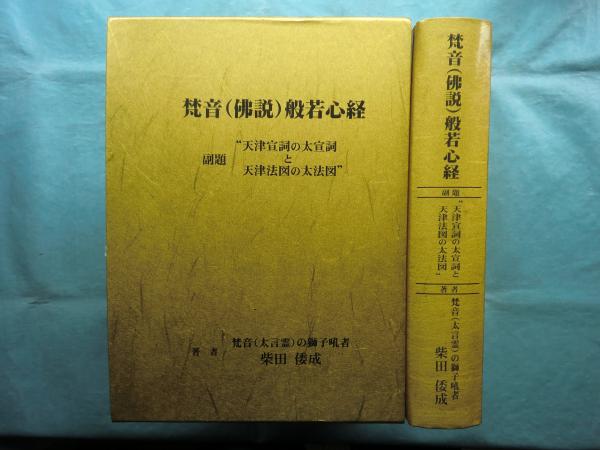 梵音(佛説)般若心経
副題
“天津宣詞の太宣詞
と
天津法図の太法図”
著者
梵音(太言霊)の獅子吼者
柴田 倭成
梵音(佛説)般若心経
副題
“天津宣詞の太宣詞と
天津法図の太法図”
著者
梵音(太言霊)の獅子吼者
柴田 倭成